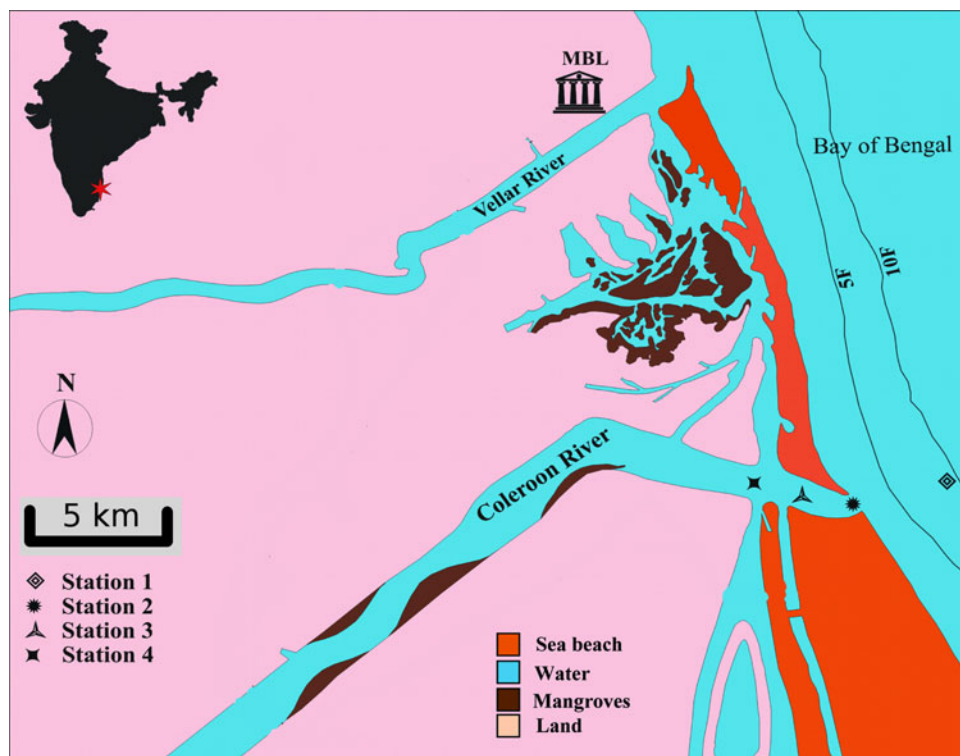 MBL
Bay of Bengal
Vellar River
5F
10F
N
Coleroon River
5 km
Station 1
Station 2
Station 3
Station 4
Sea beach
Water
Mangroves
Land